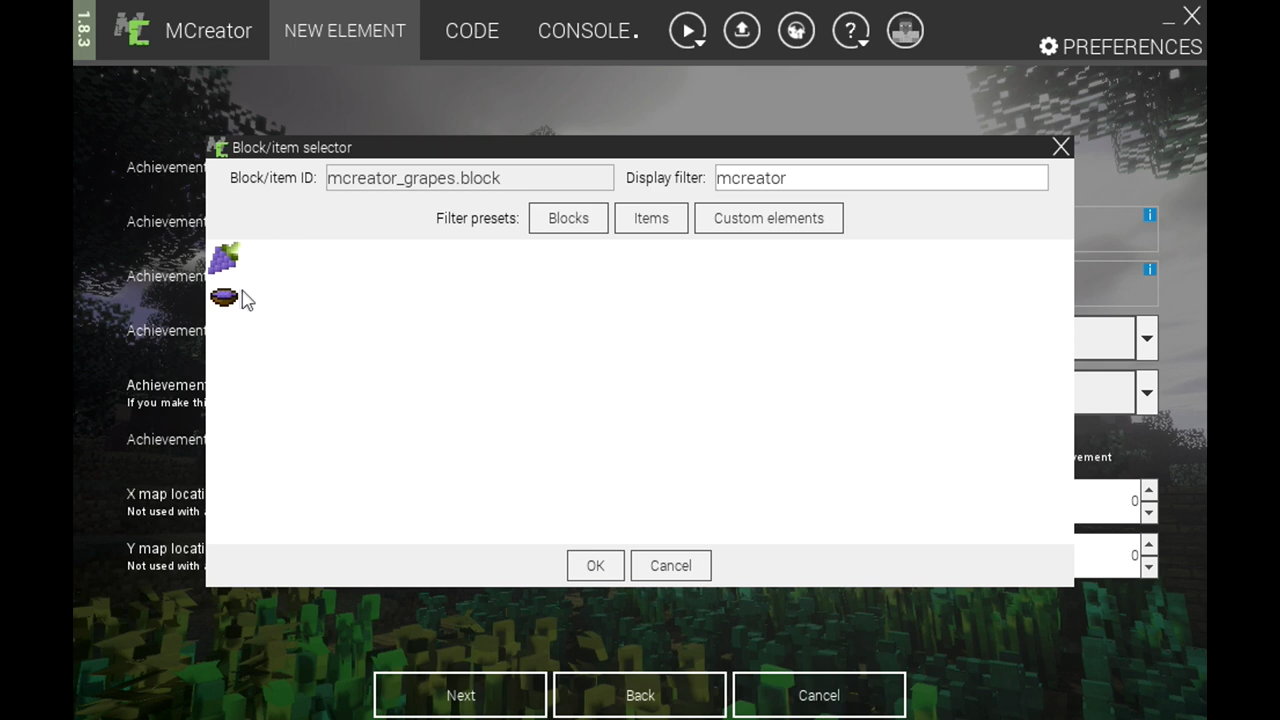 1.8.3
MCreator
NEW ELEMENT
CODE
CONSOLE.
?
PREFERENCES
Block/item selector
Achievement
Block/item ID:
mcreator_grapes.block
Display filter:
mcreator
Filter presets:
Blocks
Items
Custom elements
Achievement
i
Achievement
i
Achievement
Achievement
If you make thi
Achievement
vement
X map locati
0
Not used with
Y map locati
0
Not used with
OK
Cancel
Next
Back
Cancel